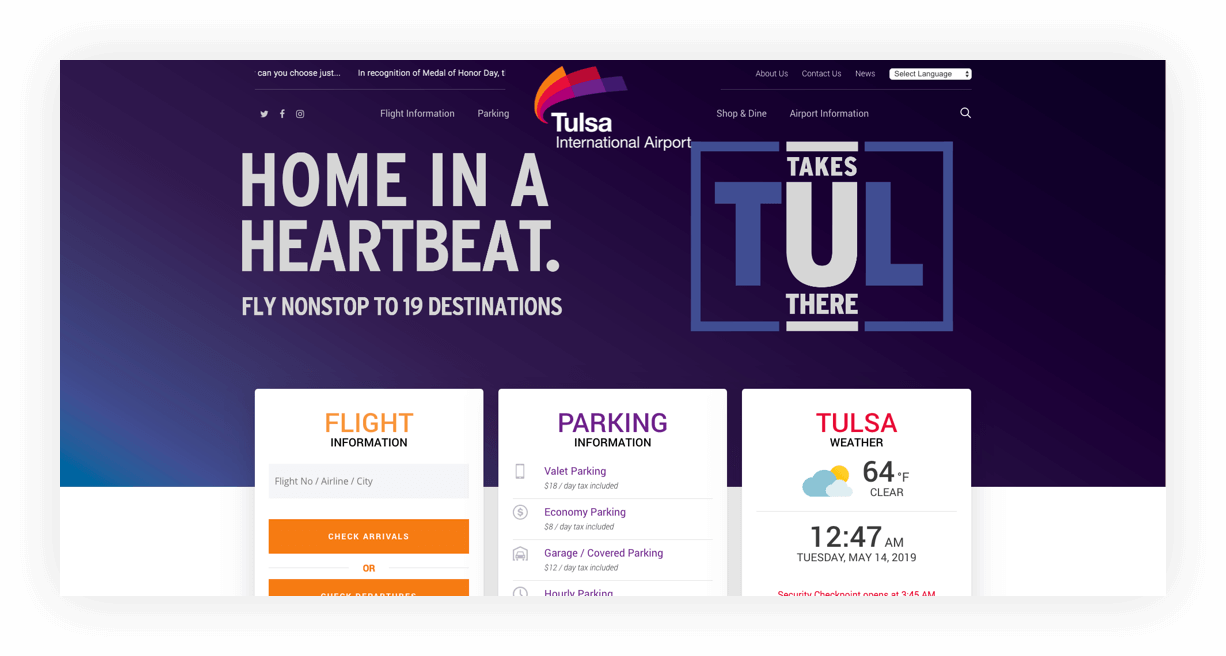 can you choose just... In recognition of Medal of Honor Day, t
About Us Contact Us News Select Language
Flight Information Parking
Tulsa
International Airport
Shop & Dine Airport Information
HOME IN A
HEARTBEAT.
FLY NONSTOP TO 19 DESTINATIONS
TAKES
TUL
THERE
FLIGHT
INFORMATION
Flight No / Airline / City
CHECK ARRIVALS
OR
CHECK DEPARTURES
PARKING
INFORMATION
Valet Parking
$18 / day tax included
Economy Parking
$8 / day tax included
Garage / Covered Parking
$12 / day tax included
Hourly Parking
TULSA
WEATHER
64 °F
CLEAR
12:47 AM
TUESDAY, MAY 14, 2019
Security Checkpoint opens at 3:45 AM